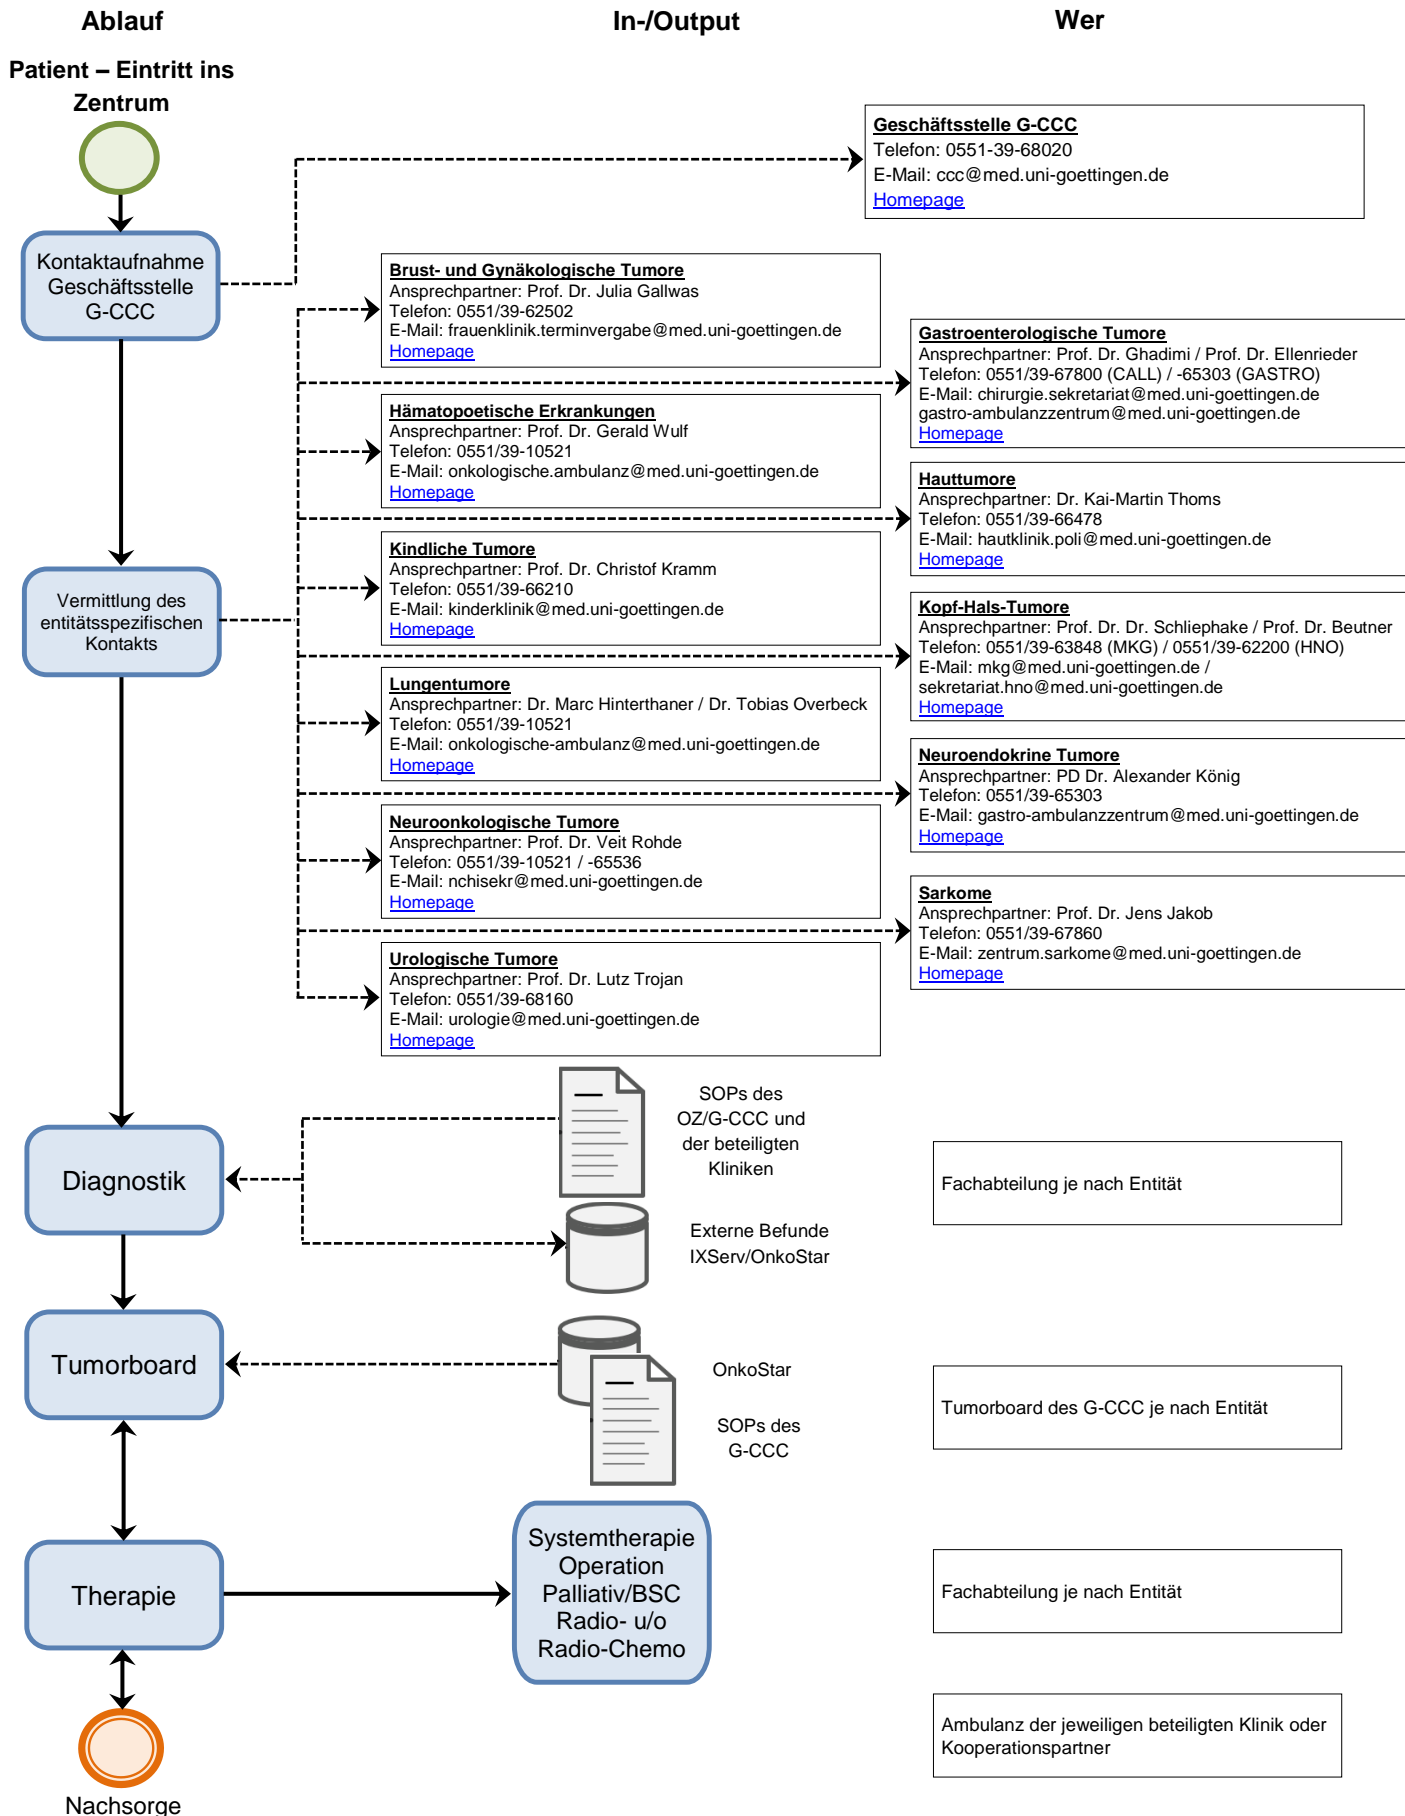 Ablauf
In-/Output
Wer
Patient – Eintritt ins
Zentrum
Geschäftsstelle G-CCC
Telefon: 0551-39-68020
E-Mail: ccc@med.uni-goettingen.de
Homepage
Kontaktaufnahme
Geschäftsstelle
G-CCC
Brust- und Gynäkologische Tumore
Ansprechpartner: Prof. Dr. Julia Gallwas
Telefon: 0551/39-62502
E-Mail: frauenklinik.terminvergabe@med.uni-goettingen.de
Homepage
Gastroenterologische Tumore
Ansprechpartner: Prof. Dr. Ghadimi / Prof. Dr. Ellenrieder
Telefon: 0551/39-67800 (CALL) / -65303 (GASTRO)
E-Mail: chirurgie.sekretariat@med.uni-goettingen.de
gastro-ambulanzzentrum@med.uni-goettingen.de
Homepage
Hämatopoetische Erkrankungen
Ansprechpartner: Prof. Dr. Gerald Wulf
Telefon: 0551/39-10521
E-Mail: onkologische.ambulanz@med.uni-goettingen.de
Homepage
Hauttumore
Ansprechpartner: Dr. Kai-Martin Thoms
Telefon: 0551/39-66478
E-Mail: hautklinik.poli@med.uni-goettingen.de
Homepage
Kindliche Tumore
Ansprechpartner: Prof. Dr. Christof Kramm
Telefon: 0551/39-66210
E-Mail: kinderklinik@med.uni-goettingen.de
Homepage
Vermittlung des
entitätsspezifischen
Kontakts
Kopf-Hals-Tumore
Ansprechpartner: Prof. Dr. Dr. Schliephake / Prof. Dr. Beutner
Telefon: 0551/39-63848 (MKG) / 0551/39-62200 (HNO)
E-Mail: mkg@med.uni-goettingen.de /
sekretariat.hno@med.uni-goettingen.de
Homepage
Lungentumore
Ansprechpartner: Dr. Marc Hinterthaner / Dr. Tobias Overbeck
Telefon: 0551/39-10521
E-Mail: onkologische-ambulanz@med.uni-goettingen.de
Homepage
Neuroendokrine Tumore
Ansprechpartner: PD Dr. Alexander König
Telefon: 0551/39-65303
E-Mail: gastro-ambulanzzentrum@med.uni-goettingen.de
Homepage
Neuroonkologische Tumore
Ansprechpartner: Prof. Dr. Veit Rohde
Telefon: 0551/39-10521 / -65536
E-Mail: nchisekr@med.uni-goettingen.de
Homepage
Sarkome
Ansprechpartner: Prof. Dr. Jens Jakob
Telefon: 0551/39-67860
E-Mail: zentrum.sarkome@med.uni-goettingen.de
Homepage
Urologische Tumore
Ansprechpartner: Prof. Dr. Lutz Trojan
Telefon: 0551/39-68160
E-Mail: urologie@med.uni-goettingen.de
Homepage
SOPs des
OZ/G-CCC und
der beteiligten
Kliniken
Diagnostik
Fachabteilung je nach Entität
Externe Befunde
IXServ/OnkoStar
Tumorboard
OnkoStar
SOPs des
G-CCC
Tumorboard des G-CCC je nach Entität
Therapie
Systemtherapie
Operation
Palliativ/BSC
Radio- u/o
Radio-Chemo
Fachabteilung je nach Entität
Ambulanz der jeweiligen beteiligten Klinik oder
Kooperationspartner
Nachsorge